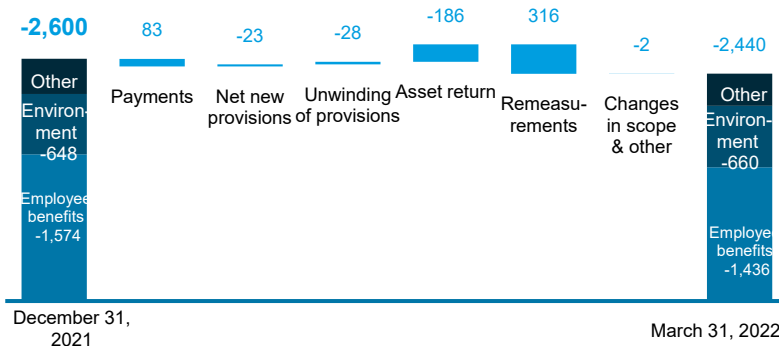 -2,600
83
-23
-28
-186
316
-2
-2,440
Other
Environ-
ment
-648
Employee
benefits
-1,574
Payments
Net new
provisions
Unwinding
of provisions
Asset return
Remeasu-
rements
Changes
in scope
& other
Other
Environ-
ment
-660
Employee
benefits
-1,436
December 31,
2021
March 31, 2022